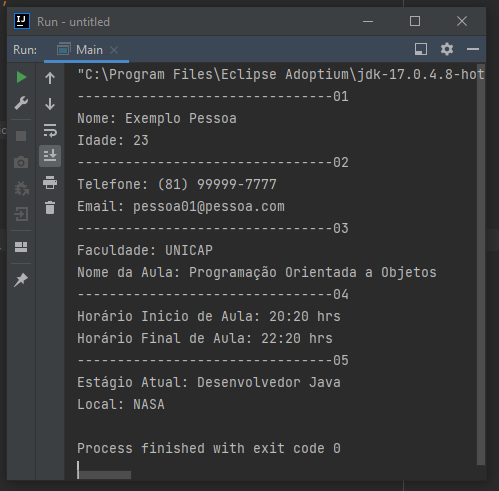 Run - untitled
Run: Main
"C:\Program Files\Eclipse Adoptium\jdk-17.0.4.8-hot
--------------------------------01
Nome: Exemplo Pessoa
Idade: 23
--------------------------------02
Telefone: (81) 99999-7777
Email: pessoa01@pessoa.com
--------------------------------03
Faculdade: UNICAP
Nome da Aula: Programação Orientada a Objetos
--------------------------------04
Horário Inicio de Aula: 20:20 hrs
Horário Final de Aula: 22:20 hrs
--------------------------------05
Estágio Atual: Desenvolvedor Java
Local: NASA
Process finished with exit code 0